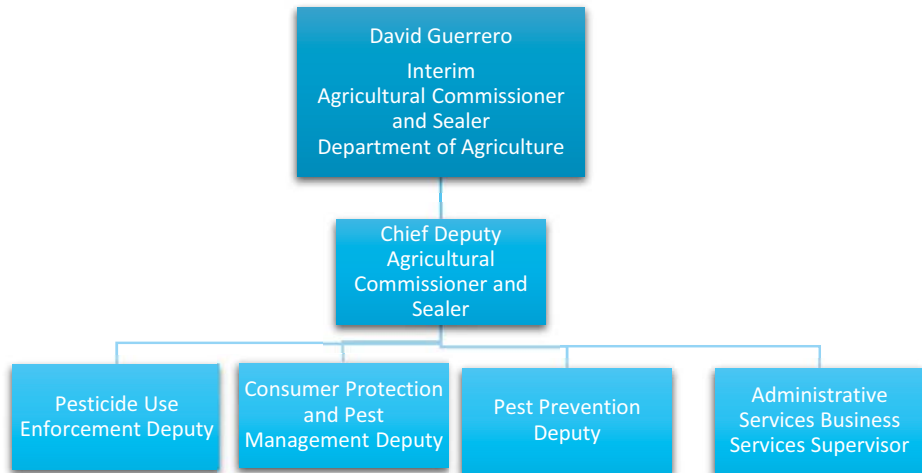 David Guerrero
Interim
Agricultural Commissioner
and Sealer
Department of Agriculture
Chief Deputy
Agricultural
Commissioner and
Sealer
Pesticide Use
Enforcement Deputy
Consumer Protection
and Pest
Management Deputy
Pest Prevention
Deputy
Administrative
Services Business
Services Supervisor